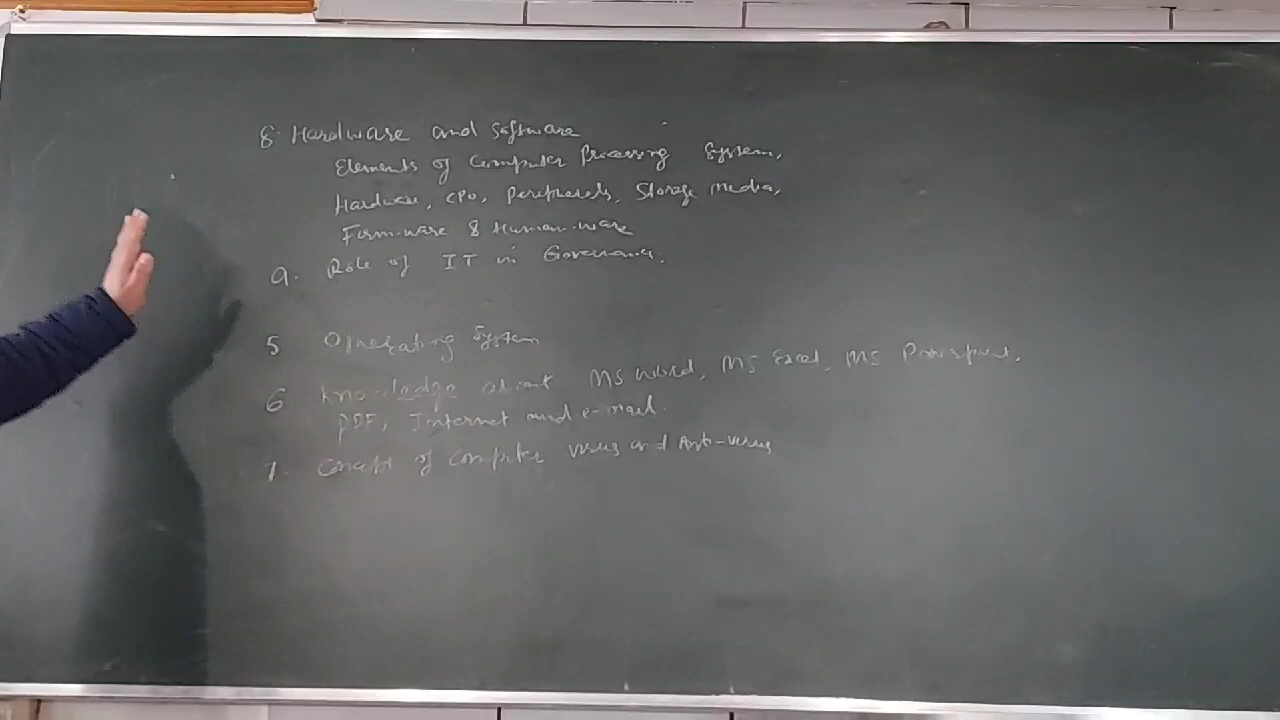 8. Hardware and Software
Elements of Computer Processing System,
Hardware, CPU, Peripherals, Storage Media,
Firm-ware & Human-ware
9. Role of IT in Governance.
5 Operating System
6 Knowledge about MS Word, MS Excel, MS Powerpoint,
PDF, Internet and e-mail.
7. Concept of Computer Virus and Anti-virus